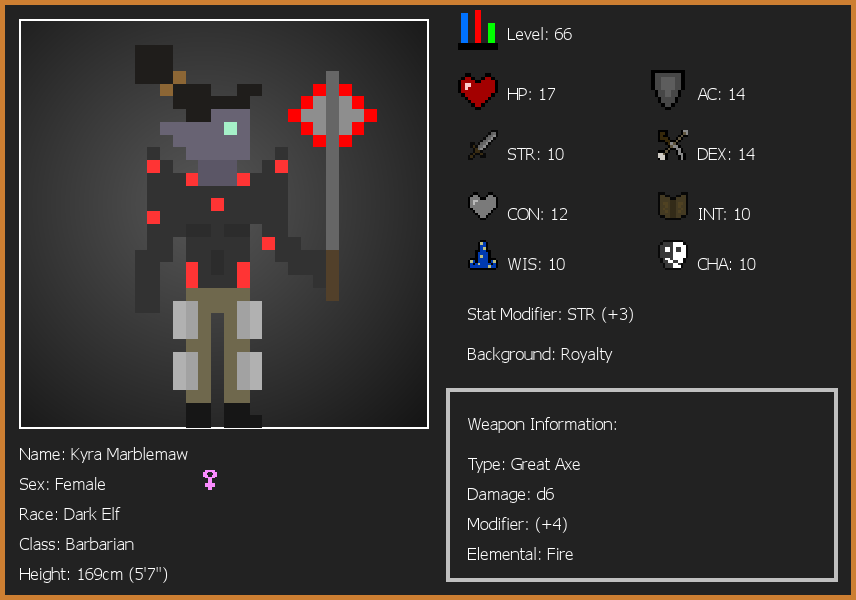 Level: 66
HP: 17
AC: 14
STR: 10
DEX: 14
CON: 12
INT: 10
WIS: 10
CHA: 10
Stat Modifier: STR (+3)
Background: Royalty
Weapon Information:
Type: Great Axe
Damage: d6
Modifier: (+4)
Elemental: Fire
Name: Kyra Marblemaw
Sex: Female
Race: Dark Elf
Class: Barbarian
Height: 169cm (5'7")